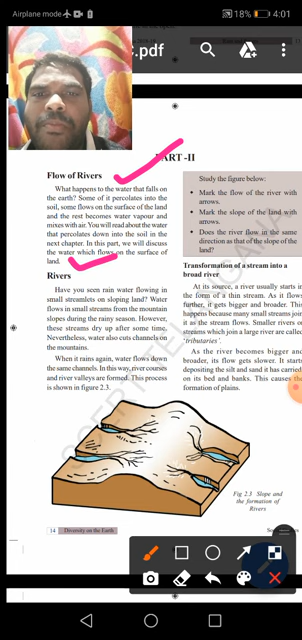 Airplane mode
18%
4:01
.pdf
PART -II
Flow of Rivers
What happens to the water that falls on
the earth? Some of it percolates into the
soil, some flows on the surface of the land
and the rest becomes water vapour and
mixes with air. You will read about the water
that percolates down into the soil in the
next chapter. In this part, we will discuss
the water which flows on the surface of
land.
Rivers
Have you seen rain water flowing in
small streamlets on sloping land? Water
flows in small streams from the mountain
slopes during the rainy season. However,
these streams dry up after some time.
Nevertheless, water also cuts channels on
the mountains.
When it rains again, water flows down
the same channels. In this way, river courses
and river valleys are formed. This process
is shown in figure 2.3.
Study the figure below:
• Mark the flow of the river with
arrows.
• Mark the slope of the land with
arrows.
• Does the river flow in the same
direction as that of the slope of the
land?
Transformation of a stream into a
broad river
At its source, a river usually starts in
the form of a thin stream. As it flows
further, it gets bigger and broader. This
happens because many small streams join
it as the stream flows. Smaller rivers or
streams which join a large river are called
'tributaries'.
As the river becomes bigger and
broader, its flow gets slower. It starts
depositing the silt and sand it has carried
on its bed and banks. This causes the
formation of plains.
Fig 2.3 Slope and
the formation of
Rivers
14 Diversity on the Earth